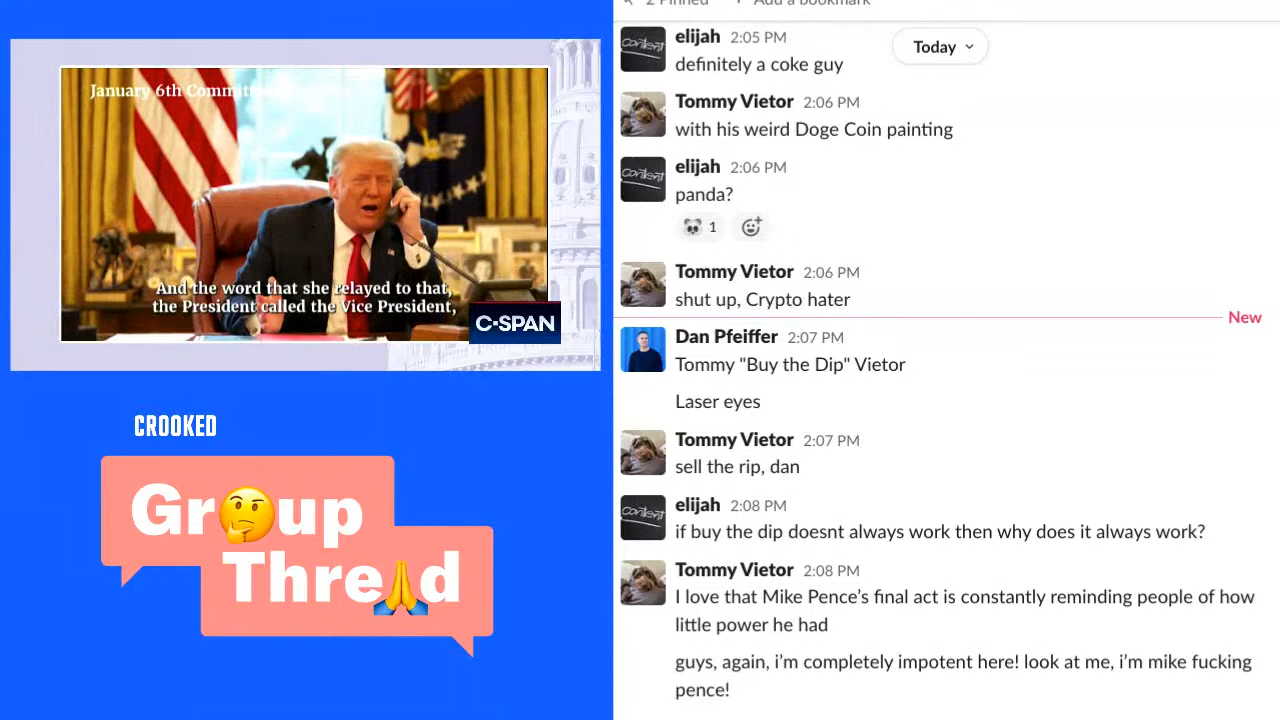 January 6th Comm
And the word that she relayed to that,
the President called the Vice President,
C-SPAN
CROOKED
Gr🤔up
Thre🙏d
2 Pinned
Add a bookmark
Today
elijah 2:05 PM
definitely a coke guy
Tommy Vietor 2:06 PM
with his weird Doge Coin painting
elijah 2:06 PM
panda?
🐼 1
Tommy Vietor 2:06 PM
shut up, Crypto hater
New
Dan Pfeiffer 2:07 PM
Tommy "Buy the Dip" Vietor
Laser eyes
Tommy Vietor 2:07 PM
sell the rip, dan
elijah 2:08 PM
if buy the dip doesnt always work then why does it always work?
Tommy Vietor 2:08 PM
I love that Mike Pence’s final act is constantly reminding people of how
little power he had
guys, again, i’m completely impotent here! look at me, i’m mike fucking
pence!